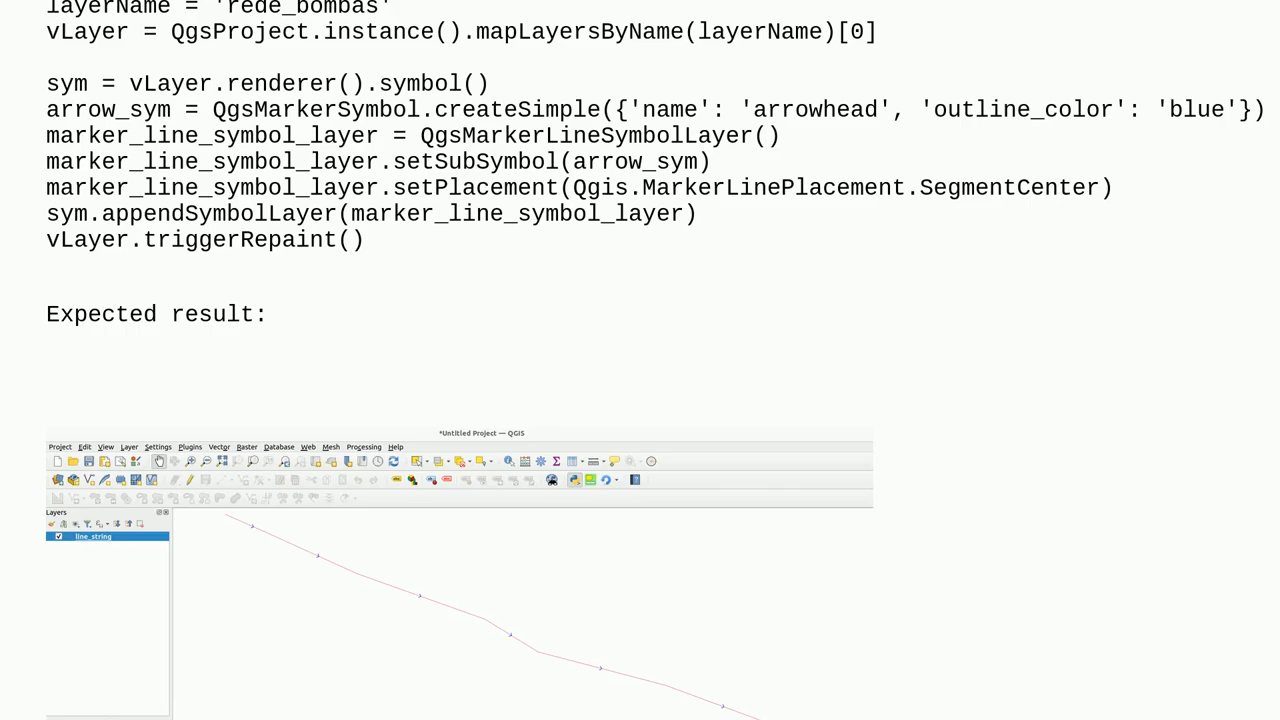 layerName = 'rede_bombas'
vLayer = QgsProject.instance().mapLayersByName(layerName)[0]
sym = vLayer.renderer().symbol()
arrow_sym = QgsMarkerSymbol.createSimple({'name': 'arrowhead', 'outline_color': 'blue'})
marker_line_symbol_layer = QgsMarkerLineSymbolLayer()
marker_line_symbol_layer.setSubSymbol(arrow_sym)
marker_line_symbol_layer.setPlacement(Qgis.MarkerLinePlacement.SegmentCenter)
sym.appendSymbolLayer(marker_line_symbol_layer)
vLayer.triggerRepaint()
Expected result:
*Untitled Project — QGIS
Project Edit View Layer Settings Plugins Vector Raster Database Web Mesh Processing Help
Layers
line_string